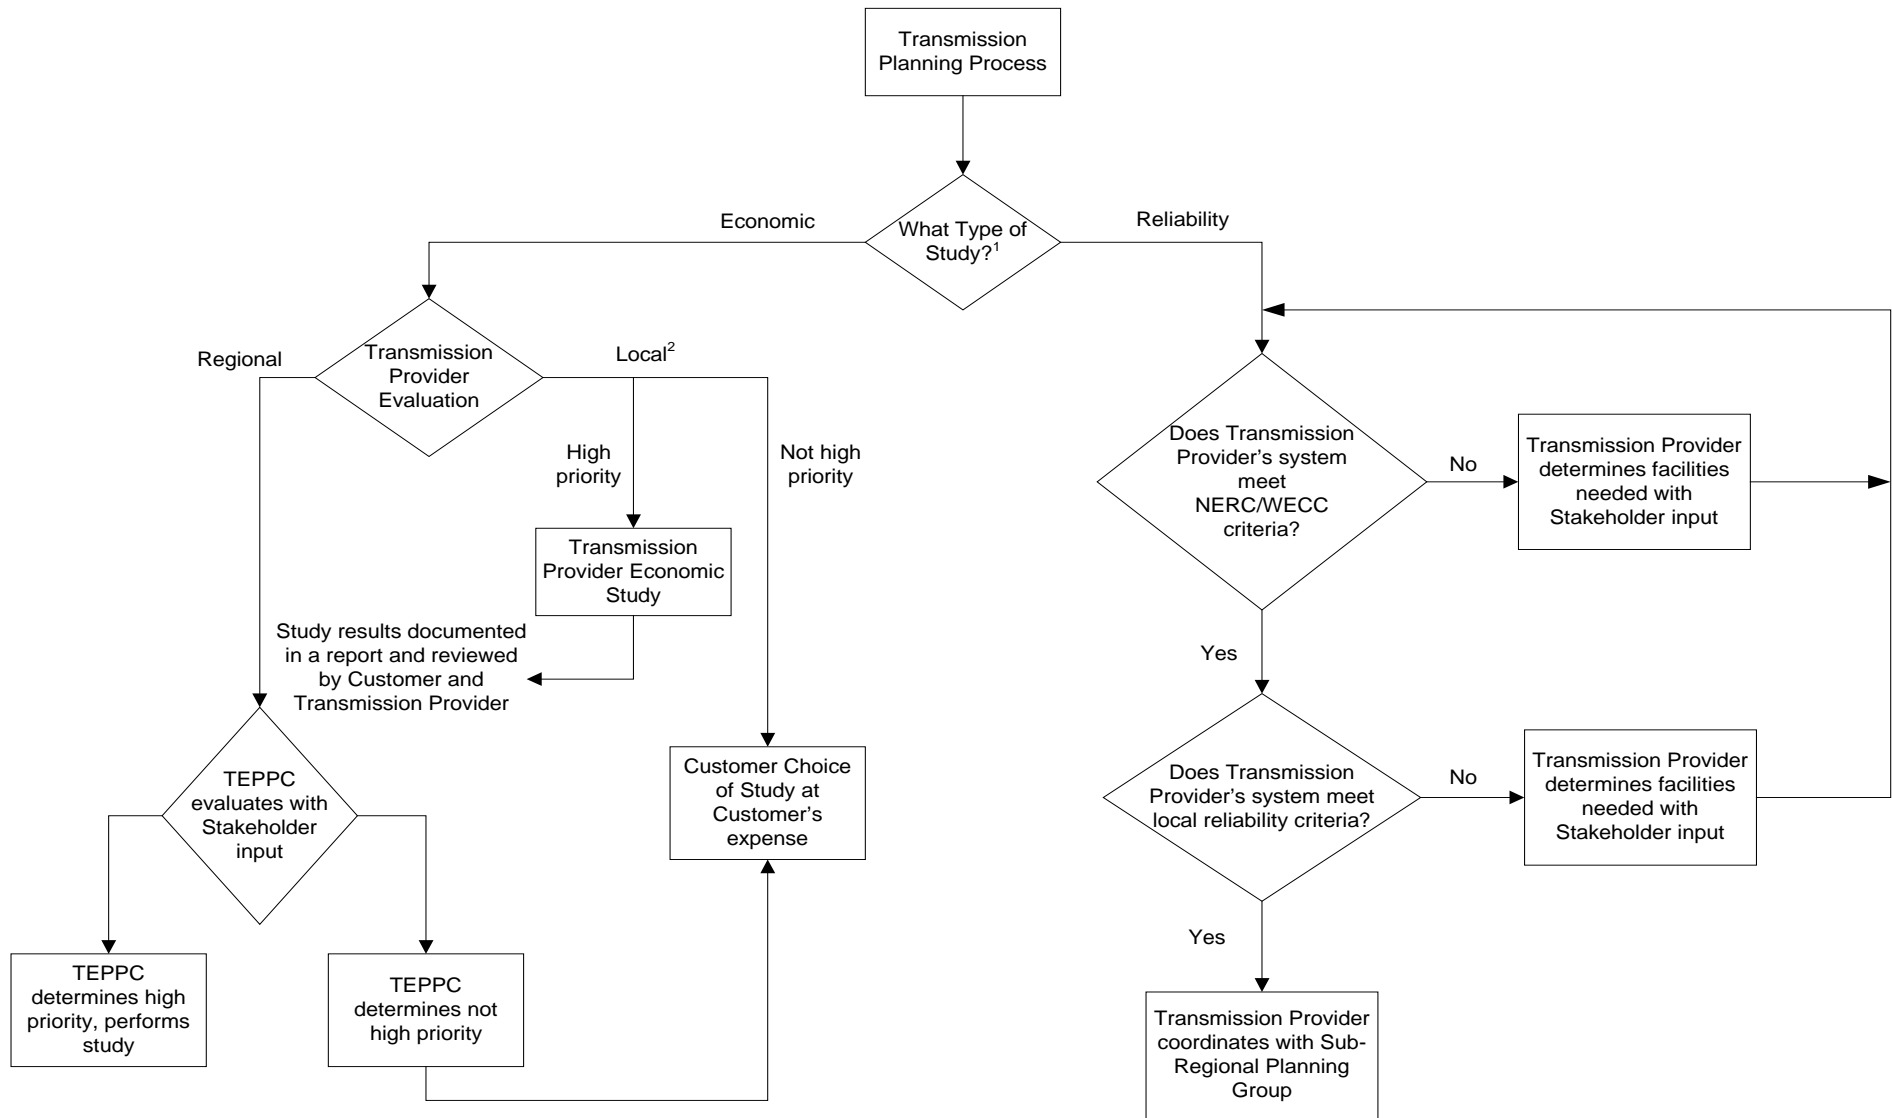 Transmission
Planning Process
What Type of
Study?1
Economic
Reliability
Transmission
Provider
Evaluation
Regional
Local2
High
priority
Not high
priority
Transmission
Provider Economic
Study
Study results documented
in a report and reviewed
by Customer and
Transmission Provider
TEPPC
evaluates with
Stakeholder
input
Customer Choice
of Study at
Customer's
expense
TEPPC
determines high
priority, performs
study
TEPPC
determines not
high priority
Does Transmission
Provider's system
meet
NERC/WECC
criteria?
No
Transmission Provider
determines facilities
needed with
Stakeholder input
Yes
Does Transmission
Provider's system meet
local reliability criteria?
No
Transmission Provider
determines facilities
needed with
Stakeholder input
Yes
Transmission Provider
coordinates with Sub-
Regional Planning
Group